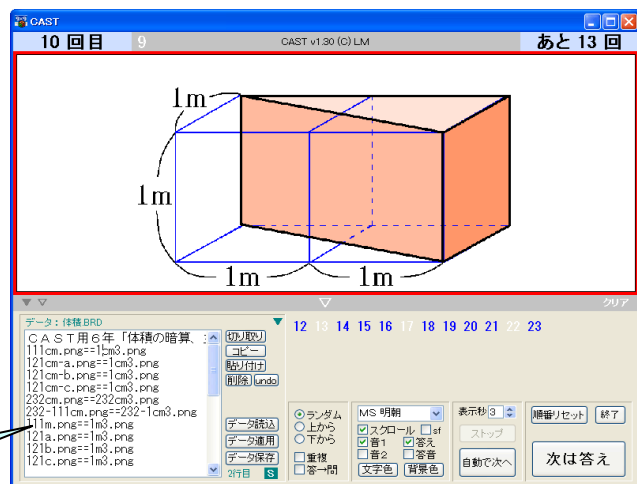 CAST
10 回目 9 CAST v1.30 (C) LM あと 13 回
1m
1m
1m 1m
クリア
データ：体積.BRD
12 13 14 15 16 17 18 19 20 21 22 23
ＣＡＳＴ用６年「体積の暗算、
111cm.png==1cm3.png
121cm-a.png==1cm3.png
121cm-b.png==1cm3.png
121cm-c.png==1cm3.png
232cm.png==232cm3.png
232-111cm.png==232-1cm3.png
111m.png==1m3.png
121a.png==1m3.png
121b.png==1m3.png
121c.png==1m3.png
切り取り
コピー
貼り付け
削除 undo
データ読込
データ適用
データ保存
2行目 S
ランダム
上から
下から
重複
答→問
MS 明朝
スクロール sf
音1 答え
音2 答音
文字色 背景色
表示秒 3
ストップ
自動で次へ
順番リセット 終了
次は答え